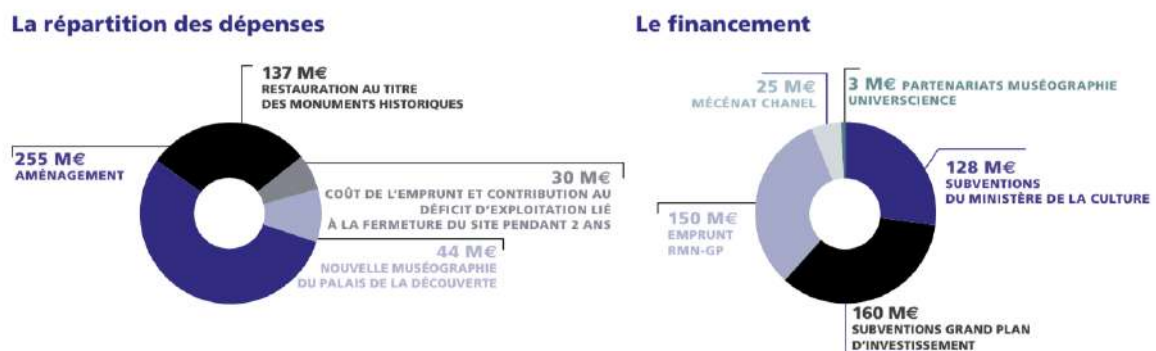 La répartition des dépenses
137 M€
RESTAURATION AU TITRE
DES MONUMENTS HISTORIQUES
255 M€
AMÉNAGEMENT
30 M€
COÛT DE L'EMPRUNT ET CONTRIBUTION AU
DÉFICIT D'EXPLOITATION LIÉ
À LA FERMETURE DU SITE PENDANT 2 ANS
44 M€
NOUVELLE MUSÉOGRAPHIE
DU PALAIS DE LA DÉCOUVERTE
Le financement
25 M€
MÉCÉNAT CHANEL
3 M€ PARTENARIATS MUSÉOGRAPHIE
UNIVERSCIENCE
128 M€
SUBVENTIONS
DU MINISTÈRE DE LA CULTURE
150 M€
EMPRUNT
RMN-GP
160 M€
SUBVENTIONS GRAND PLAN
D'INVESTISSEMENT